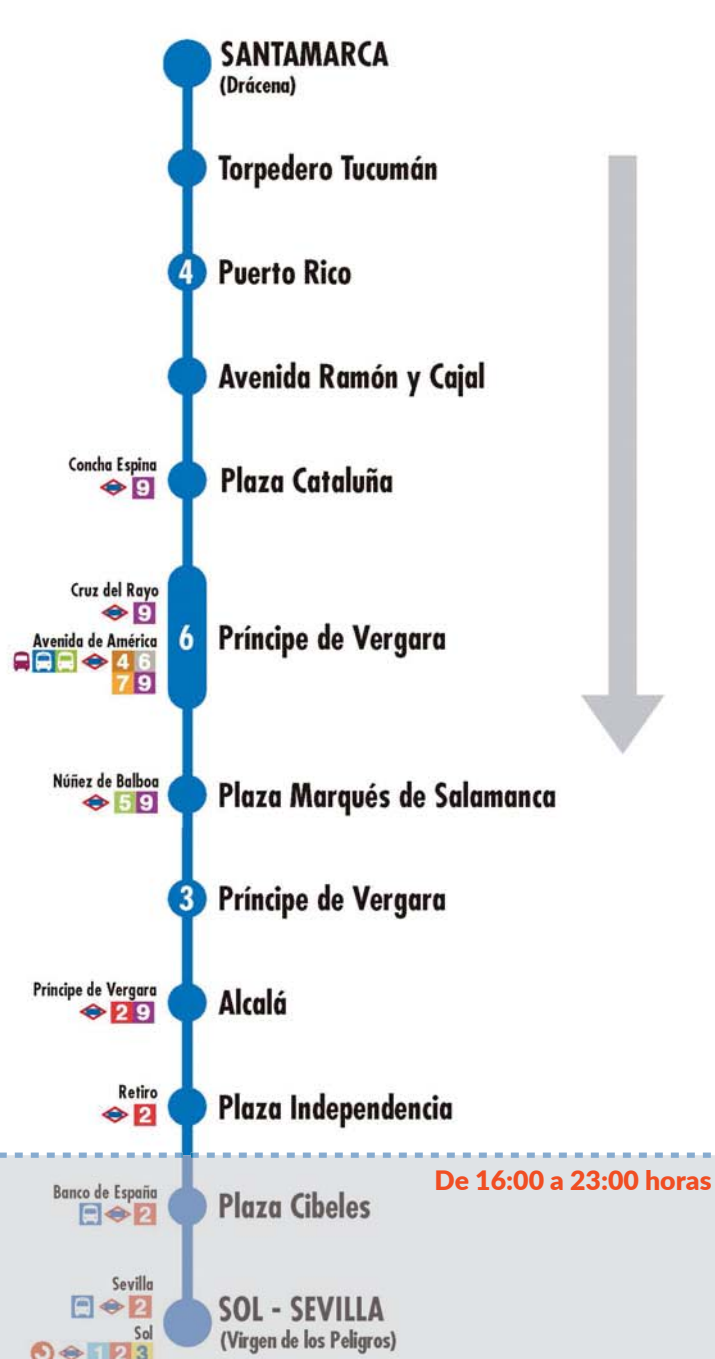 SANTAMARCA
(Drácena)
Torpedero Tucumán
4 Puerto Rico
Avenida Ramón y Cajal
Concha Espina
9
Plaza Cataluña
Cruz del Rayo
9
Avenida de América
4 6
7 9
6 Príncipe de Vergara
Núñez de Balboa
5 9
Plaza Marqués de Salamanca
3 Príncipe de Vergara
Príncipe de Vergara
2 9
Alcalá
Retiro
2
Plaza Independencia
De 16:00 a 23:00 horas
Banco de España
2
Plaza Cibeles
Sevilla
2
Sol
1 2 3
SOL - SEVILLA
(Virgen de los Peligros)